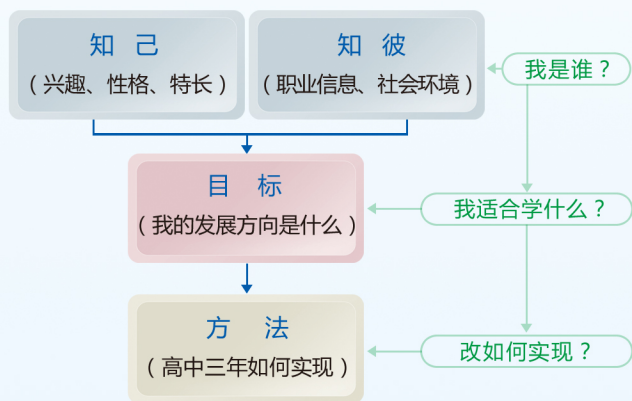 知 己
（兴趣、性格、特长）
知 彼
（职业信息、社会环境）
我是谁？
目 标
（我的发展方向是什么）
我适合学什么？
方 法
（高中三年如何实现）
改如何实现？